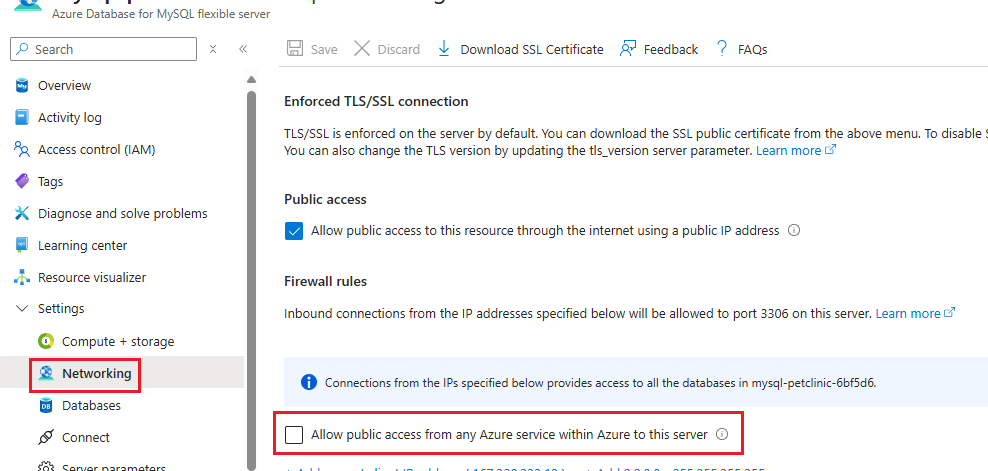 Azure Database for MySQL flexible server
Search
Save
Discard
Download SSL Certificate
Feedback
FAQs
Overview
Activity log
Access control (IAM)
Tags
Diagnose and solve problems
Learning center
Resource visualizer
Settings
Compute + storage
Networking
Databases
Connect
Server parameters
Enforced TLS/SSL connection
TLS/SSL is enforced on the server by default. You can download the SSL public certificate from the above menu. To disable S
You can also change the TLS version by updating the tls_version server parameter. Learn more
Public access
Allow public access to this resource through the internet using a public IP address
Firewall rules
Inbound connections from the IP addresses specified below will be allowed to port 3306 on this server. Learn more
Connections from the IPs specified below provides access to all the databases in mysql-petclinic-6bf5d6.
Allow public access from any Azure service within Azure to this server